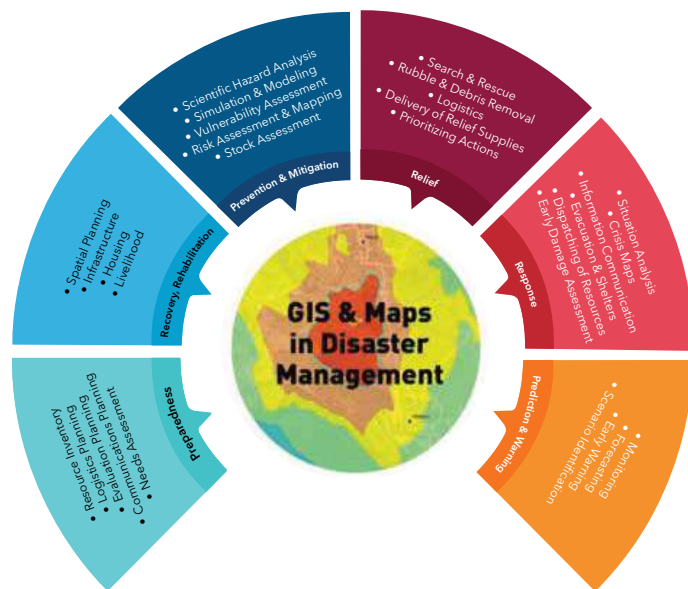 GIS & Maps
in Disaster
Management
Preparedness
• Resource Inventory
• Logistics Planning
• Evaluation Planning
• Communications Planning
• Needs Assessment
Recovery, Rehabilitation
• Spatial Planning
• Infrastructure
• Housing
• Livelihood
Prevention & Mitigation
• Scientific Hazard Analysis
• Simulation & Modeling
• Vulnerability Assessment
• Risk Assessment & Mapping
• Stock Assessment
Relief
• Search & Rescue
• Rubble & Debris Removal
• Logistics
• Delivery of Relief Supplies
• Prioritizing Actions
Response
• Situation Analysis
• Crisis Maps
• Information Communication
• Evacuation & Shelters
• Dispatching of Resources
• Early Damage Assessment
Prediction & Warning
• Monitoring
• Forecasting
• Early Warning
• Scenario Identification